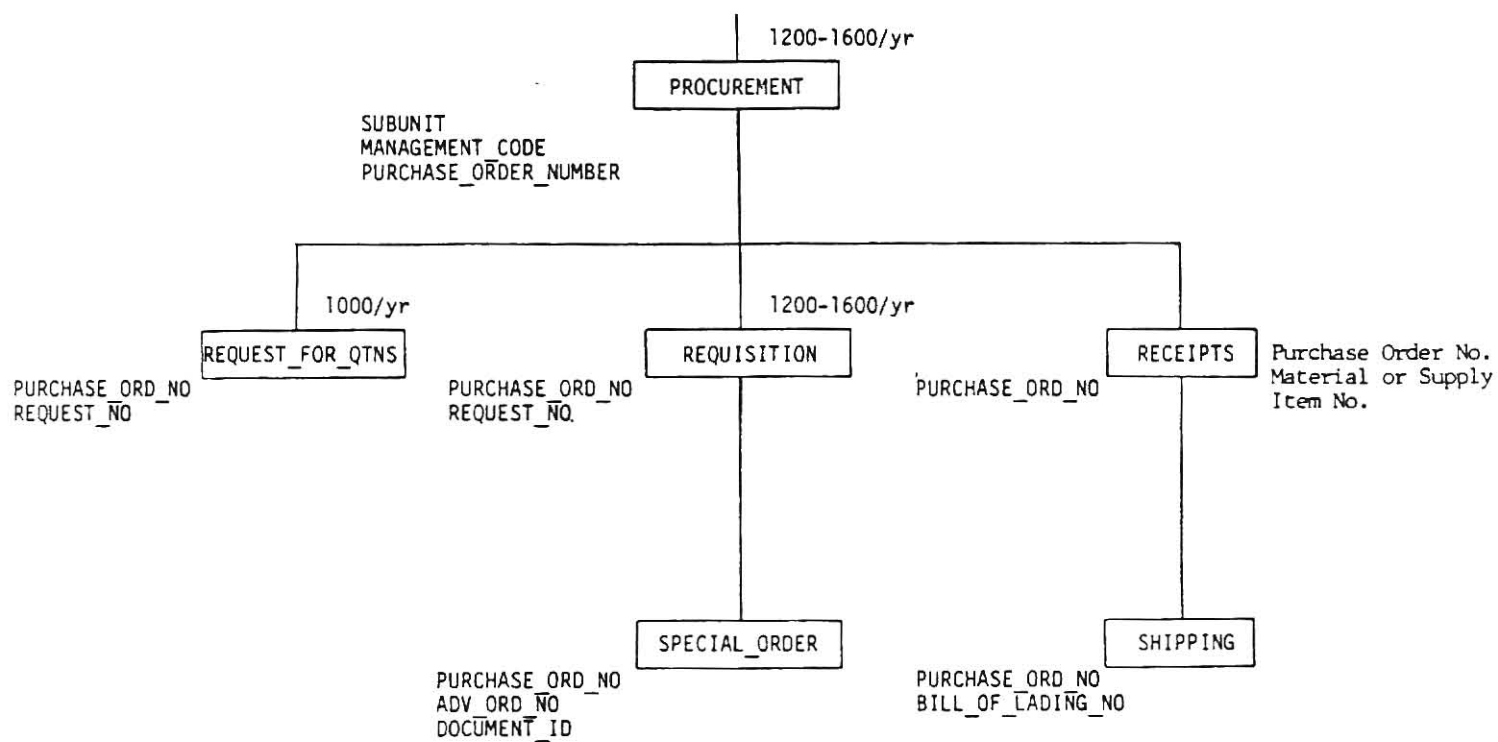 1200-1600/yr
PROCUREMENT
SUBUNIT
MANAGEMENT_CODE
PURCHASE_ORDER_NUMBER
1000/yr
1200-1600/yr
REQUEST_FOR_QTNS
REQUISITION
RECEIPTS
Purchase Order No.
Material or Supply
Item No.
PURCHASE_ORD_NO
REQUEST_NO
PURCHASE_ORD_NO
REQUEST_NO.
PURCHASE_ORD_NO
SPECIAL_ORDER
SHIPPING
PURCHASE_ORD_NO
ADV_ORD_NO
DOCUMENT_ID
PURCHASE_ORD_NO
BILL_OF_LADING_NO